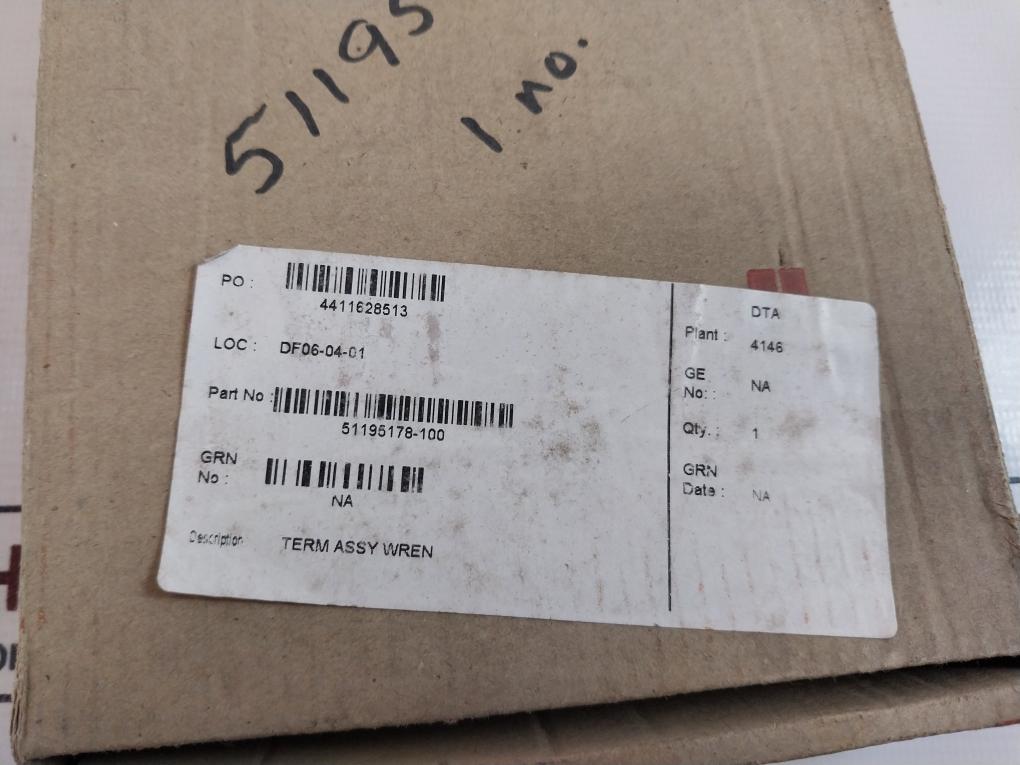 51195
1 no.
PO :
4411628513
LOC : DF06-04-01
Part No :
51195178-100
GRN
No :
NA
Description TERM ASSY WREN
DTA
Plant : 4146
GE
No: : NA
Qty. : 1
GRN
Date : NA
H